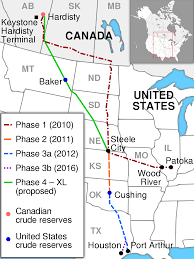 AB
SK
MB
Keystone
Hardisty
Terminal
Hardisty
CANADA
MT
ND
Baker
SD
UNITED
STATES
NE
Steele
City
Phase 1 (2010)
Phase 2 (2011)
Phase 3a (2012)
Phase 3b (2016)
Phase 4 – XL
(proposed)
Canadian
crude reserves
United States
crude reserves
KS
MO
IL
Patoka
Wood
River
OK
Cushing
TX
Houston
Port Arthur